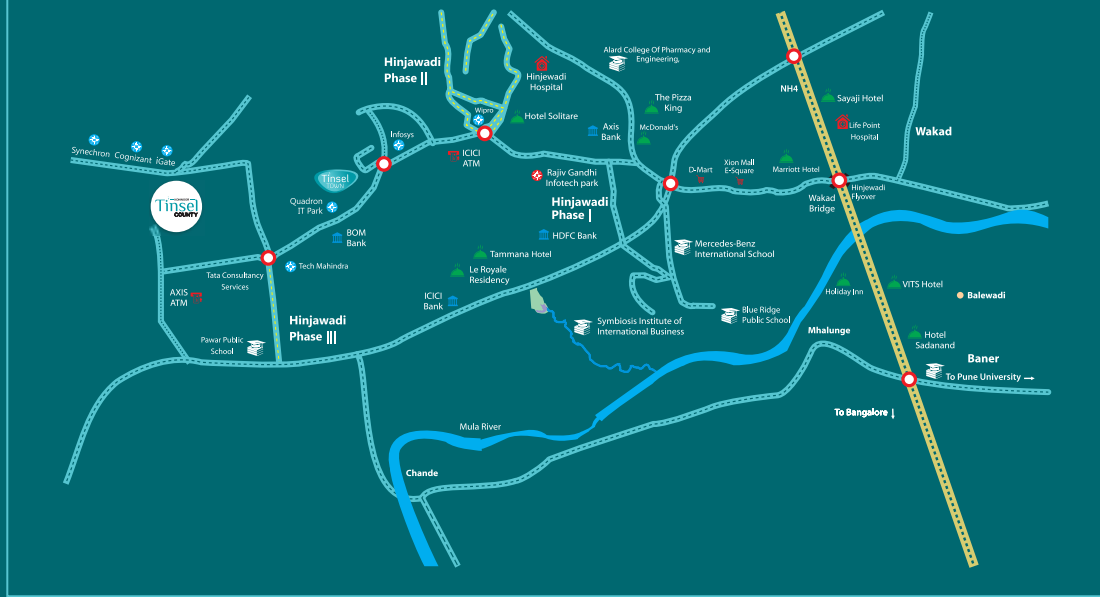 Alard College Of Pharmacy and
Engineering,
Hinjawadi
Phase II
Hinjewadi
Hospital
NH4
Sayaji Hotel
The Pizza
King
Wipro
Hotel Solitare
Axis
Bank
McDonald's
Life Point
Hospital
Wakad
Infosys
Synechron
Cognizant
iGate
ICICI
ATM
D-Mart
Xion Mall
E-Square
Marriott Hotel
Tinsel
TOWN
Rajiv Gandhi
Infotech park
Hinjewadi
Flyover
Wakad
Bridge
Tinsel
COUNTY
Quadron
IT Park
Hinjawadi
Phase I
BOM
Bank
HDFC Bank
Mercedes-Benz
International School
Tammana Hotel
Tech Mahindra
Tata Consultancy
Services
Le Royale
Residency
AXIS
ATM
ICICI
Bank
Holiday Inn
VITS Hotel
Balewadi
Hinjawadi
Phase III
Symbiosis Institute of
International Business
Blue Ridge
Public School
Mhalunge
Hotel
Sadanand
Pawar Public
School
Baner
To Pune University →
To Bangalore ↓
Mula River
Chande